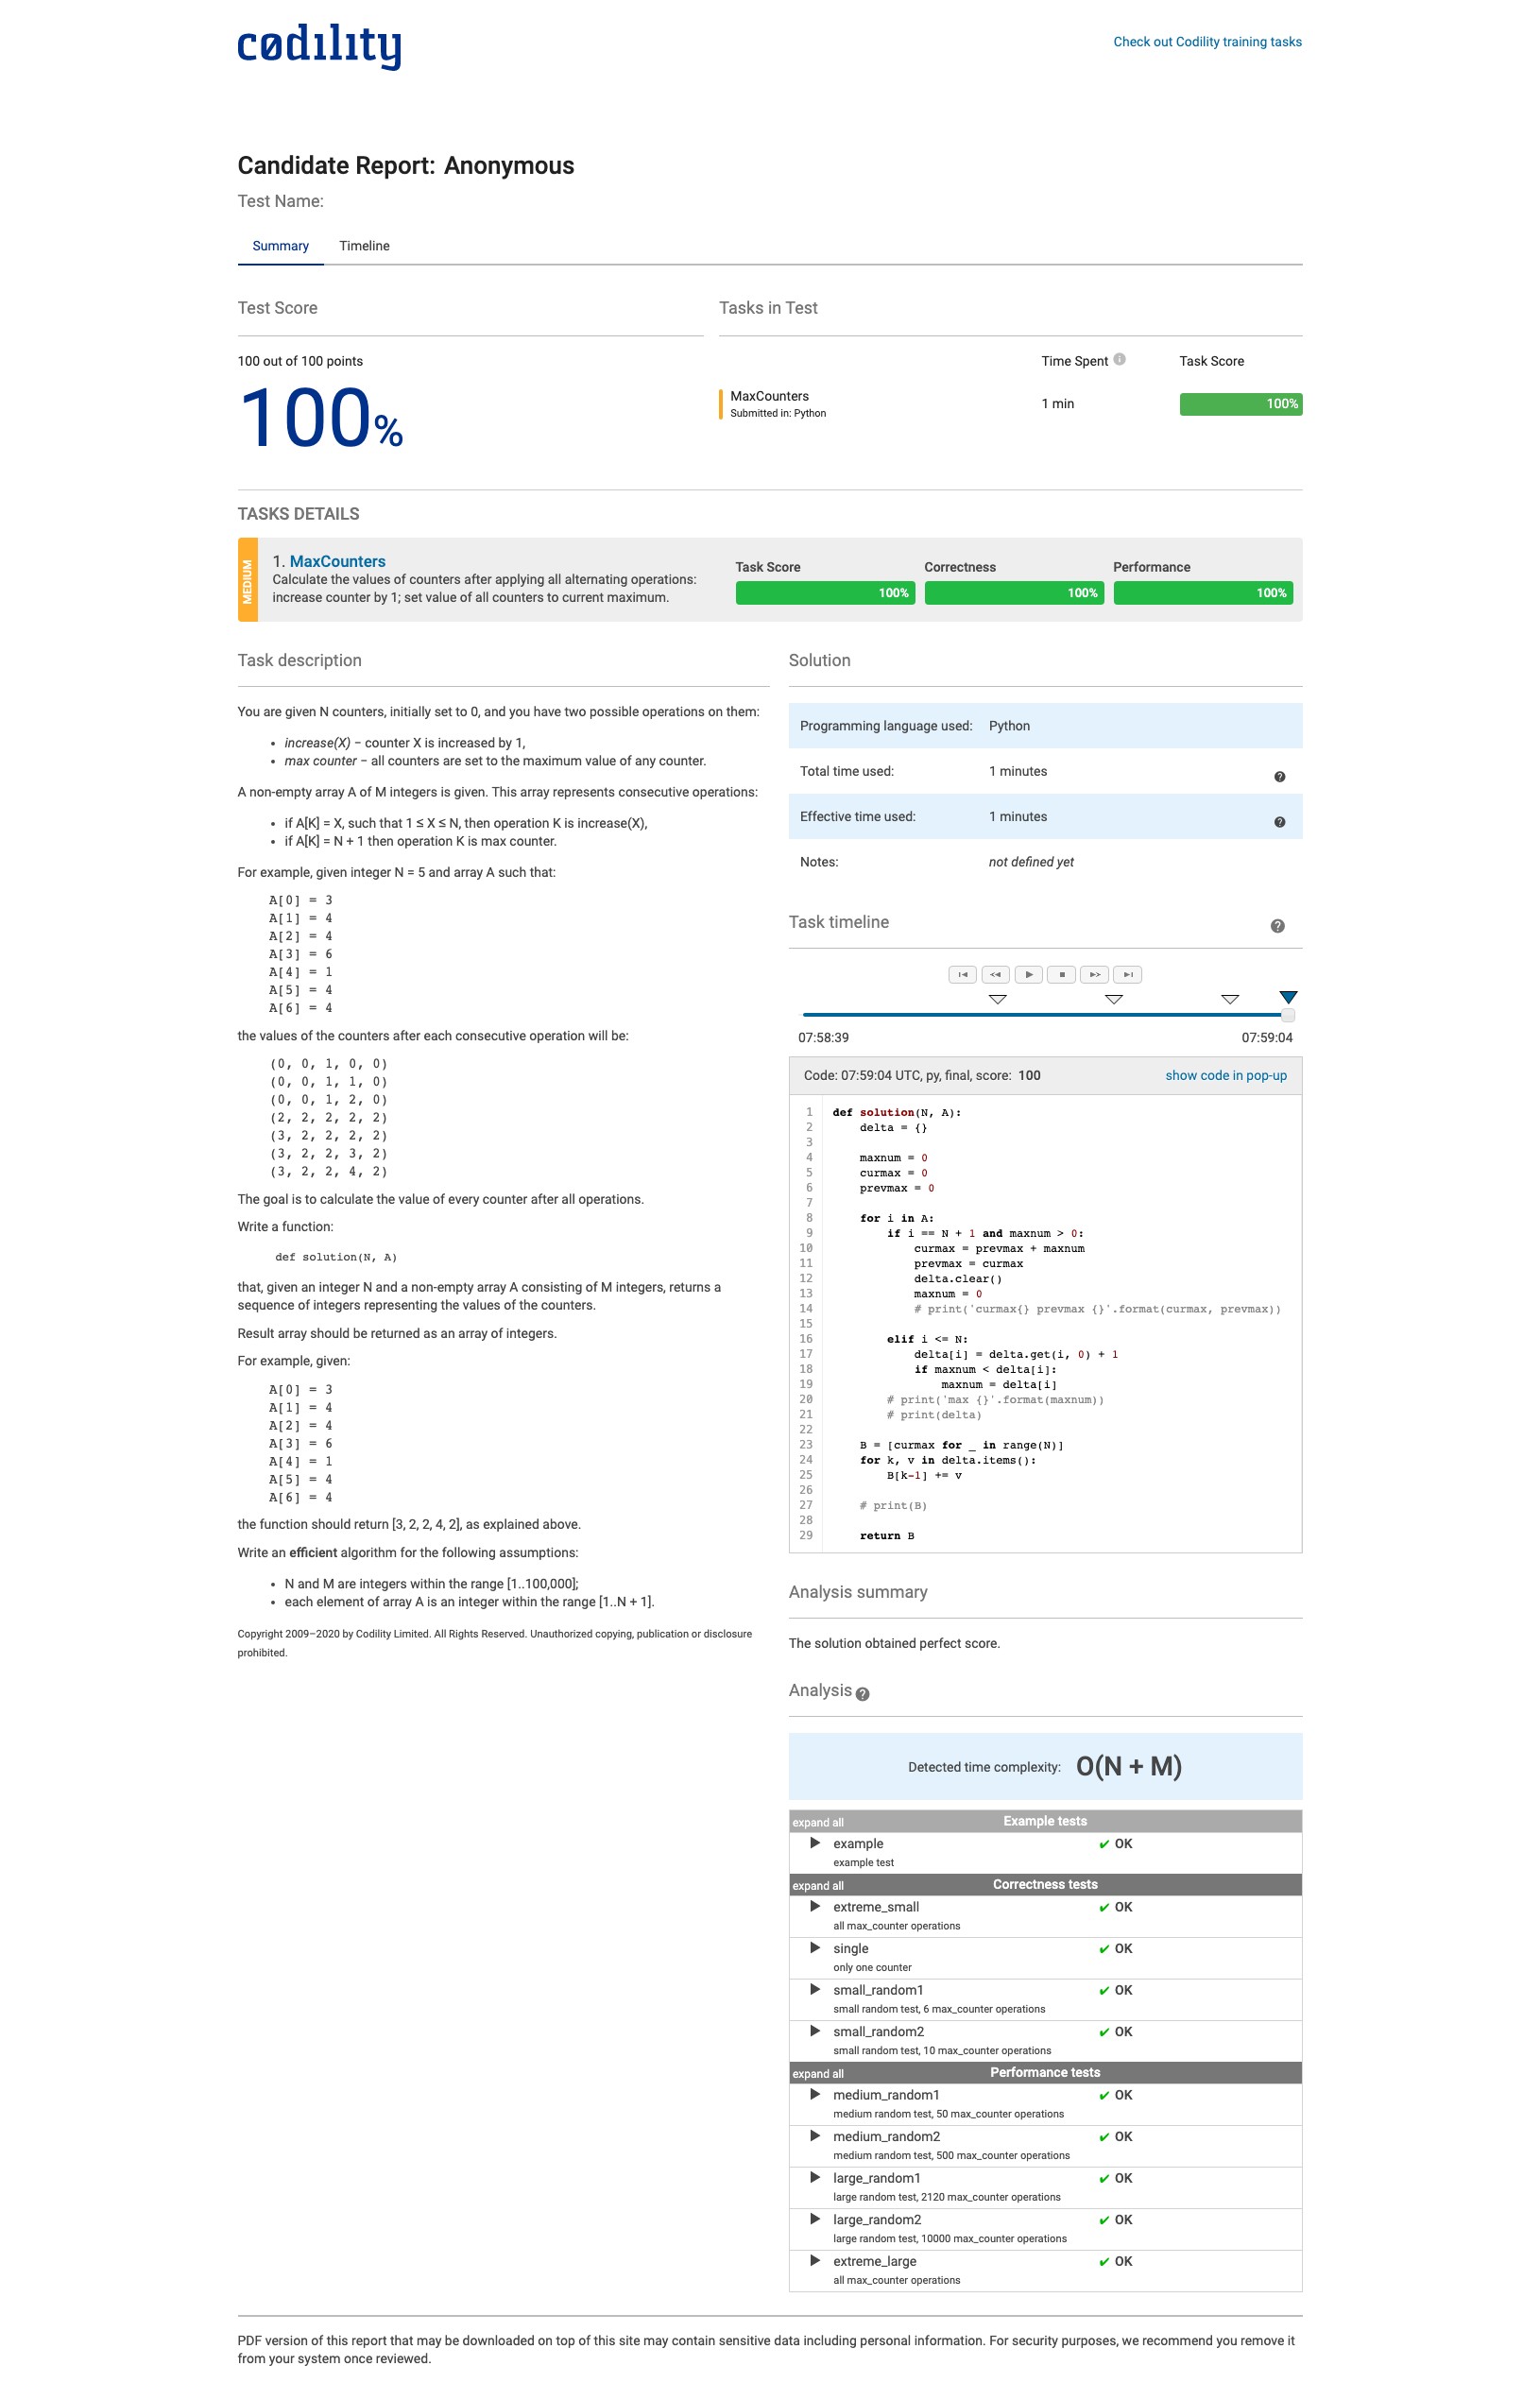 cødility
Check out Codility training tasks
Candidate Report: Anonymous
Test Name:
Summary Timeline
Test Score
100 out of 100 points
100%
Tasks in Test
Time Spent Task Score
MaxCounters
Submitted in: Python
1 min
100%
TASKS DETAILS
MEDIUM
1. MaxCounters
Calculate the values of counters after applying all alternating operations:
increase counter by 1; set value of all counters to current maximum.
Task Score Correctness Performance
100% 100% 100%
Task description
You are given N counters, initially set to 0, and you have two possible operations on them:
• increase(X) − counter X is increased by 1,
• max counter − all counters are set to the maximum value of any counter.
A non-empty array A of M integers is given. This array represents consecutive operations:
• if A[K] = X, such that 1 ≤ X ≤ N, then operation K is increase(X),
• if A[K] = N + 1 then operation K is max counter.
For example, given integer N = 5 and array A such that:
A[0] = 3
A[1] = 4
A[2] = 4
A[3] = 6
A[4] = 1
A[5] = 4
A[6] = 4
the values of the counters after each consecutive operation will be:
(0, 0, 1, 0, 0)
(0, 0, 1, 1, 0)
(0, 0, 1, 2, 0)
(2, 2, 2, 2, 2)
(3, 2, 2, 2, 2)
(3, 2, 2, 3, 2)
(3, 2, 2, 4, 2)
The goal is to calculate the value of every counter after all operations.
Write a function:
def solution(N, A)
that, given an integer N and a non-empty array A consisting of M integers, returns a
sequence of integers representing the values of the counters.
Result array should be returned as an array of integers.
For example, given:
A[0] = 3
A[1] = 4
A[2] = 4
A[3] = 6
A[4] = 1
A[5] = 4
A[6] = 4
the function should return [3, 2, 2, 4, 2], as explained above.
Write an efficient algorithm for the following assumptions:
• N and M are integers within the range [1..100,000];
• each element of array A is an integer within the range [1..N + 1].
Copyright 2009–2020 by Codility Limited. All Rights Reserved. Unauthorized copying, publication or disclosure
prohibited.
Solution
Programming language used: Python
Total time used: 1 minutes
Effective time used: 1 minutes
Notes: not defined yet
Task timeline
07:58:39 07:59:04
Code: 07:59:04 UTC, py, final, score: 100 show code in pop-up
1 def solution(N, A):
2     delta = {}
3
4     maxnum = 0
5     curmax = 0
6     prevmax = 0
7
8     for i in A:
9         if i == N + 1 and maxnum > 0:
10             curmax = prevmax + maxnum
11             prevmax = curmax
12             delta.clear()
13             maxnum = 0
14             # print('curmax{} prevmax {}'.format(curmax, prevmax))
15
16         elif i <= N:
17             delta[i] = delta.get(i, 0) + 1
18             if maxnum < delta[i]:
19                 maxnum = delta[i]
20         # print('max {}'.format(maxnum))
21         # print(delta)
22
23     B = [curmax for _ in range(N)]
24     for k, v in delta.items():
25         B[k-1] += v
26
27     # print(B)
28
29     return B
Analysis summary
The solution obtained perfect score.
Analysis
Detected time complexity: O(N + M)
expand all Example tests
example ✔ OK
example test
expand all Correctness tests
extreme_small ✔ OK
all max_counter operations
single ✔ OK
only one counter
small_random1 ✔ OK
small random test, 6 max_counter operations
small_random2 ✔ OK
small random test, 10 max_counter operations
expand all Performance tests
medium_random1 ✔ OK
medium random test, 50 max_counter operations
medium_random2 ✔ OK
medium random test, 500 max_counter operations
large_random1 ✔ OK
large random test, 2120 max_counter operations
large_random2 ✔ OK
large random test, 10000 max_counter operations
extreme_large ✔ OK
all max_counter operations
PDF version of this report that may be downloaded on top of this site may contain sensitive data including personal information. For security purposes, we recommend you remove it
from your system once reviewed.